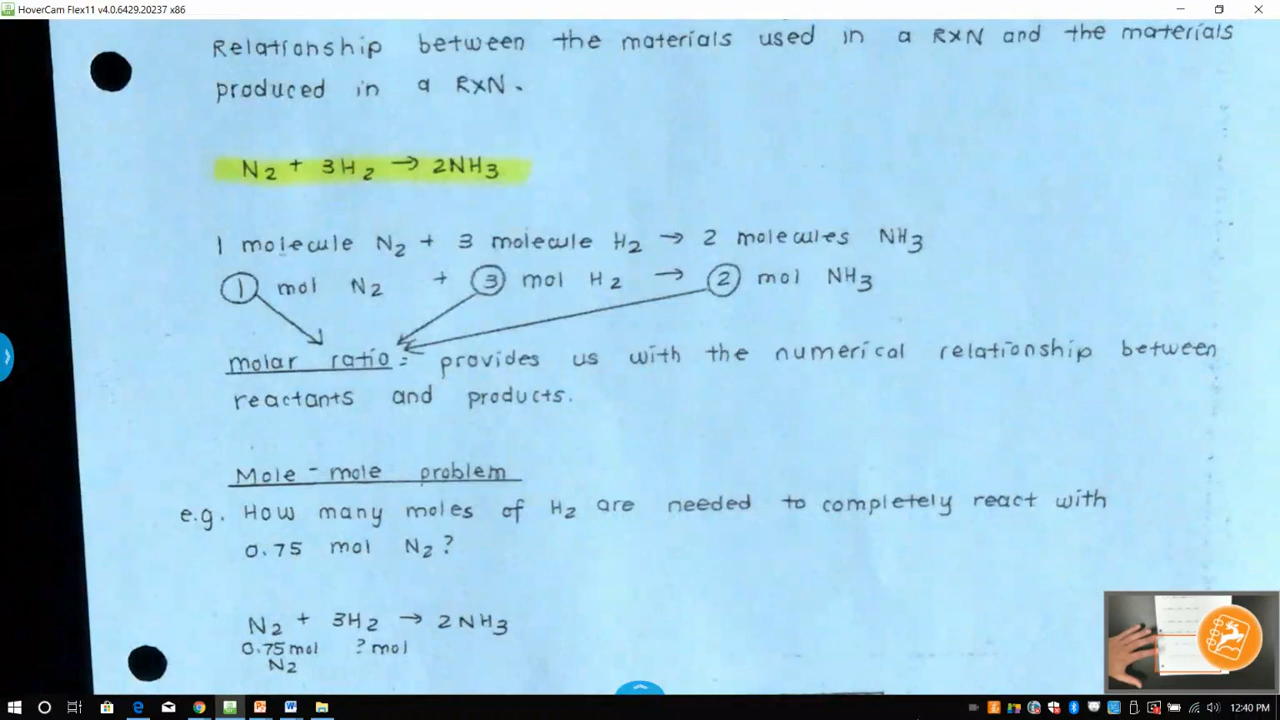 HoverCam Flex11 v4.0.6429.20237 x86
Relationship between the materials used in a RXN and the materials
produced in a RXN.
N₂ + 3H₂ → 2NH₃
1 molecule N₂ + 3 molecule H₂ → 2 molecules NH₃
1 mol N₂ + 3 mol H₂ → 2 mol NH₃
molar ratio = provides us with the numerical relationship between
reactants and products.
Mole - mole problem
e.g. How many moles of H₂ are needed to completely react with
0.75 mol N₂?
N₂ + 3H₂ → 2NH₃
0.75 mol ? mol
N₂
12:40 PM